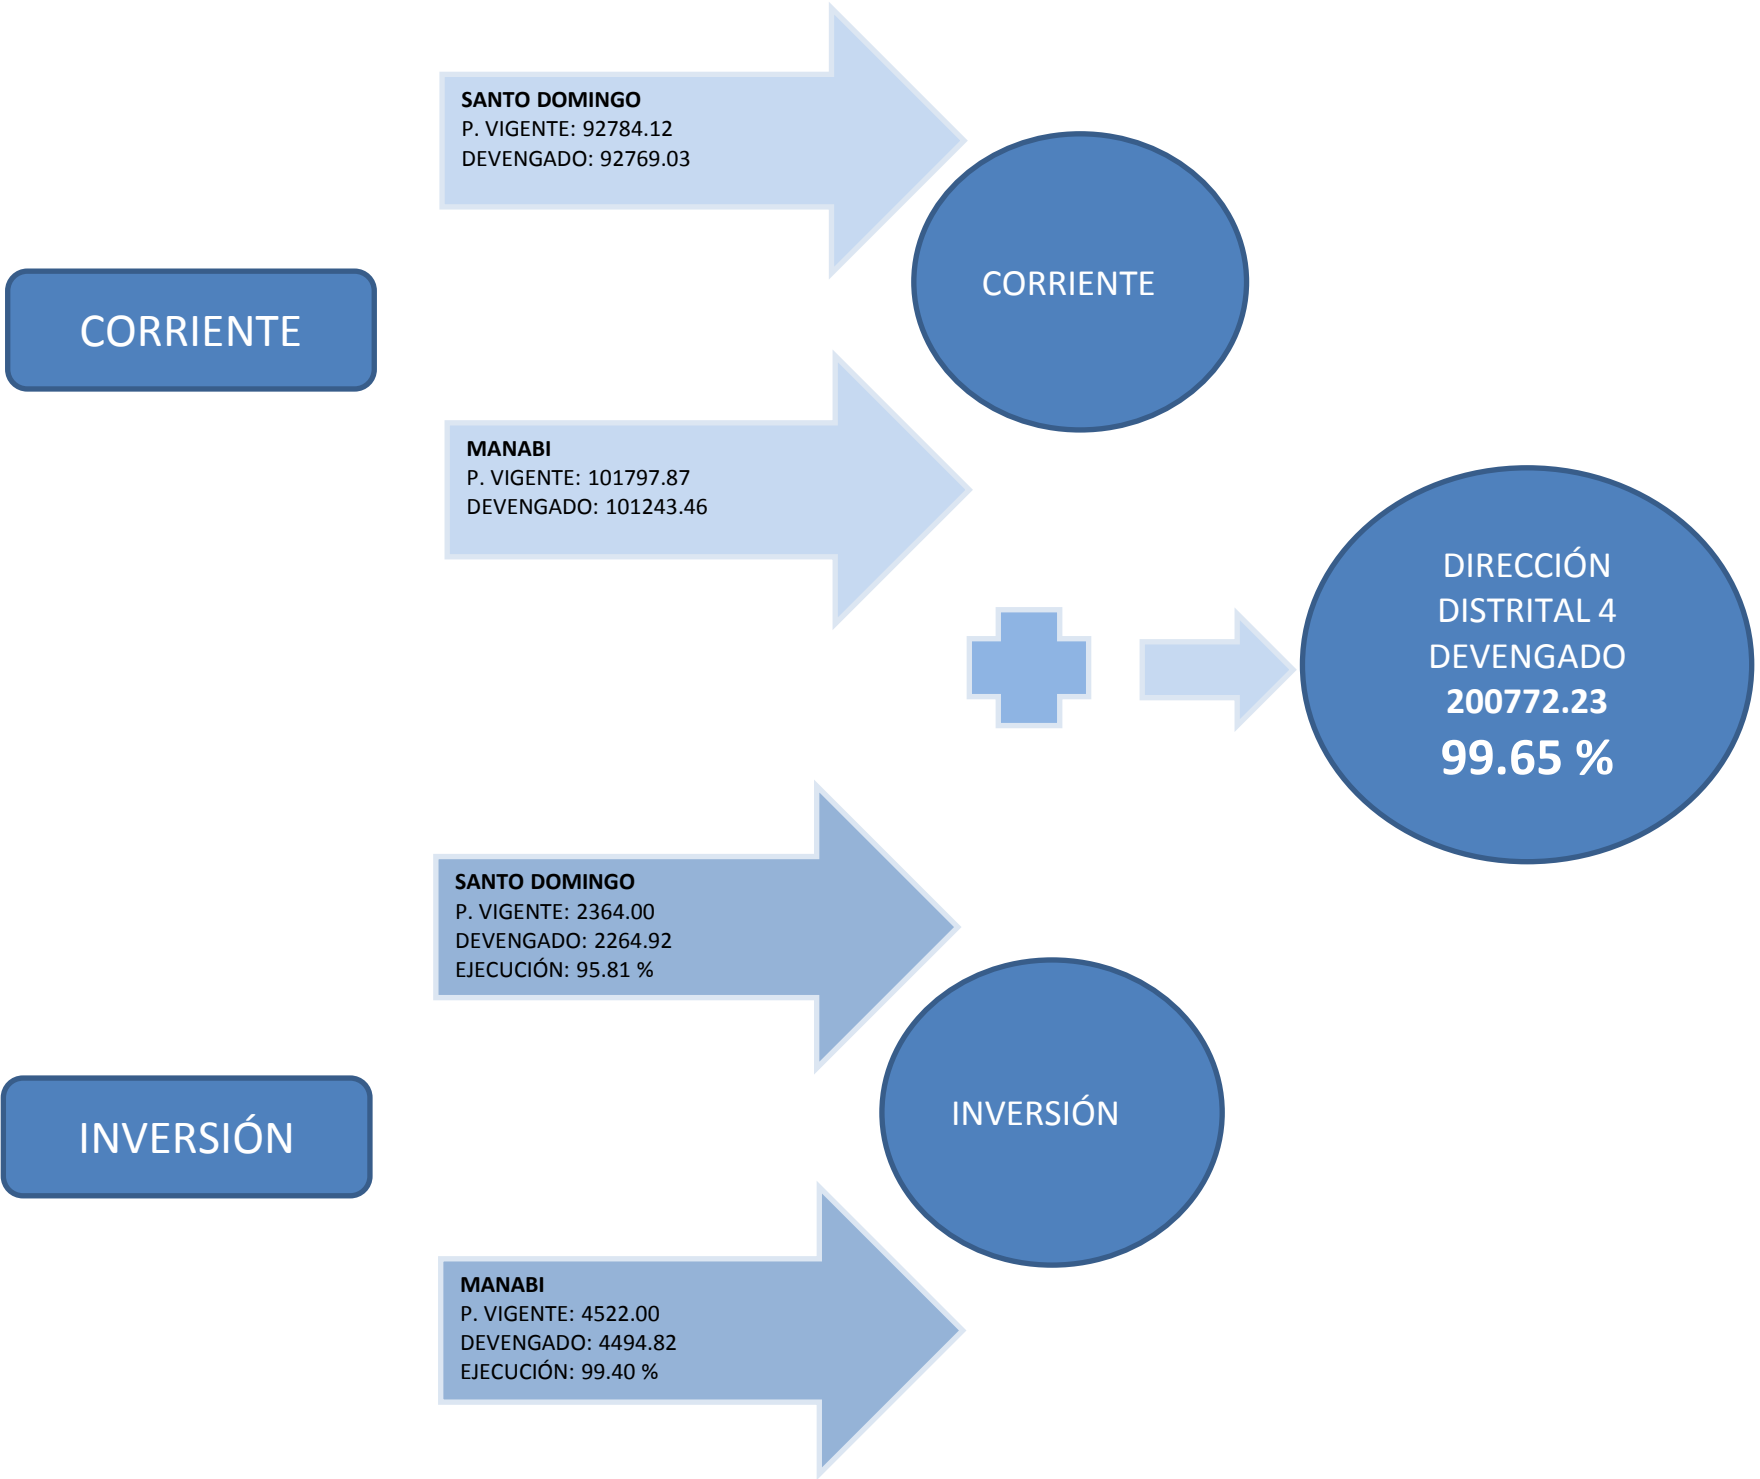 CORRIENTE
SANTO DOMINGO
P. VIGENTE: 92784.12
DEVENGADO: 92769.03
MANABI
P. VIGENTE: 101797.87
DEVENGADO: 101243.46
CORRIENTE
INVERSIÓN
SANTO DOMINGO
P. VIGENTE: 2364.00
DEVENGADO: 2264.92
EJECUCIÓN: 95.81 %
MANABI
P. VIGENTE: 4522.00
DEVENGADO: 4494.82
EJECUCIÓN: 99.40 %
INVERSIÓN
DIRECCIÓN
DISTRITAL 4
DEVENGADO
200772.23
99.65 %